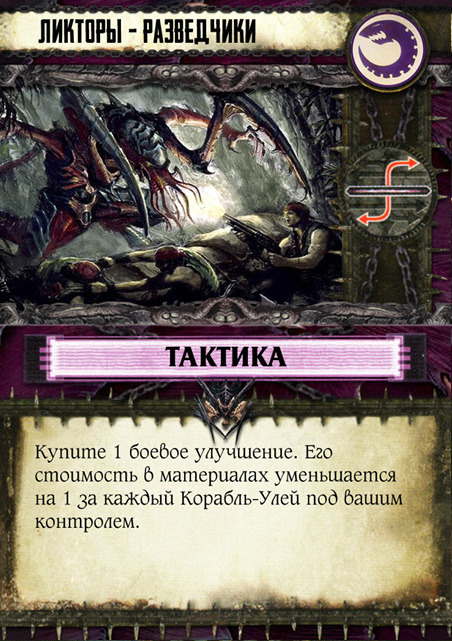 ЛИКТОРЫ - РАЗВЕДЧИКИ
ТАКТИКА
Купите 1 боевое улучшение. Его
стоимость в материалах уменьшается
на 1 за каждый Корабль-Улей под вашим
контролем.